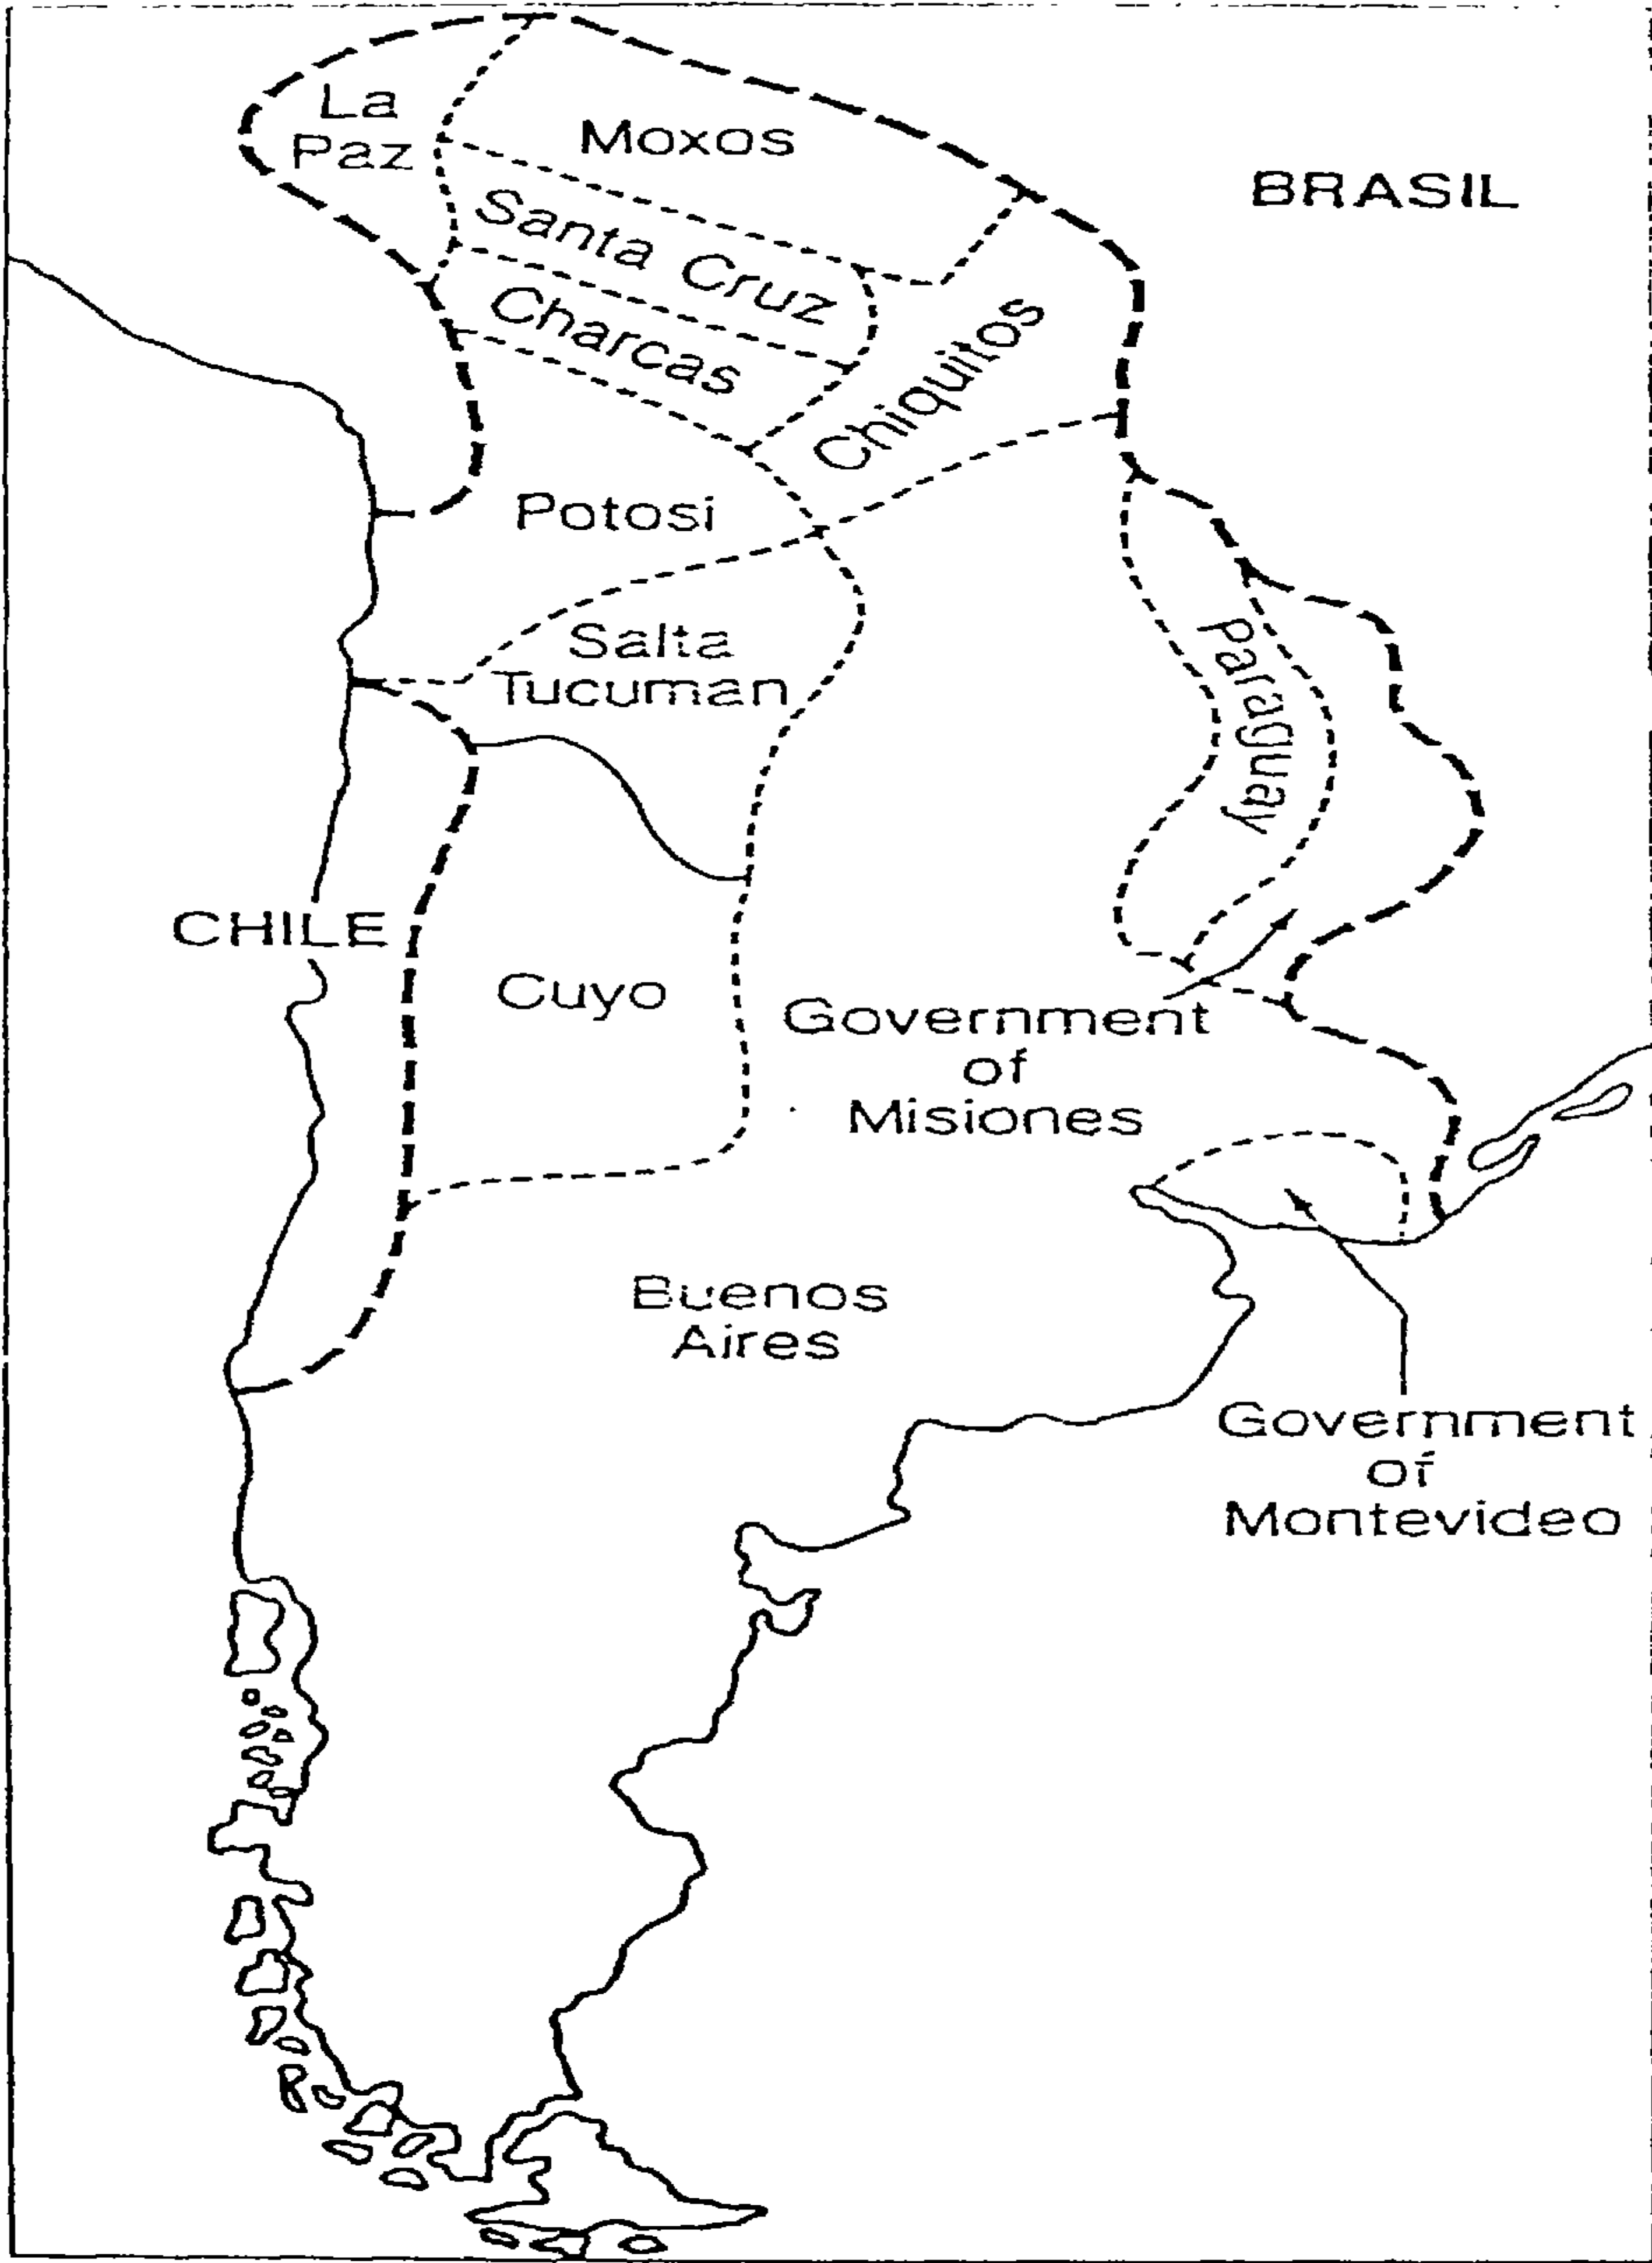 La
Paz
Moxos
BRASIL
Santa Cruz
Charcas
Chiquitos
Potosi
Salta
Tucuman
Paraguay
CHILE
Cuyo
Government
of
Misiones
Buenos
Aires
Government
of
Montevideo